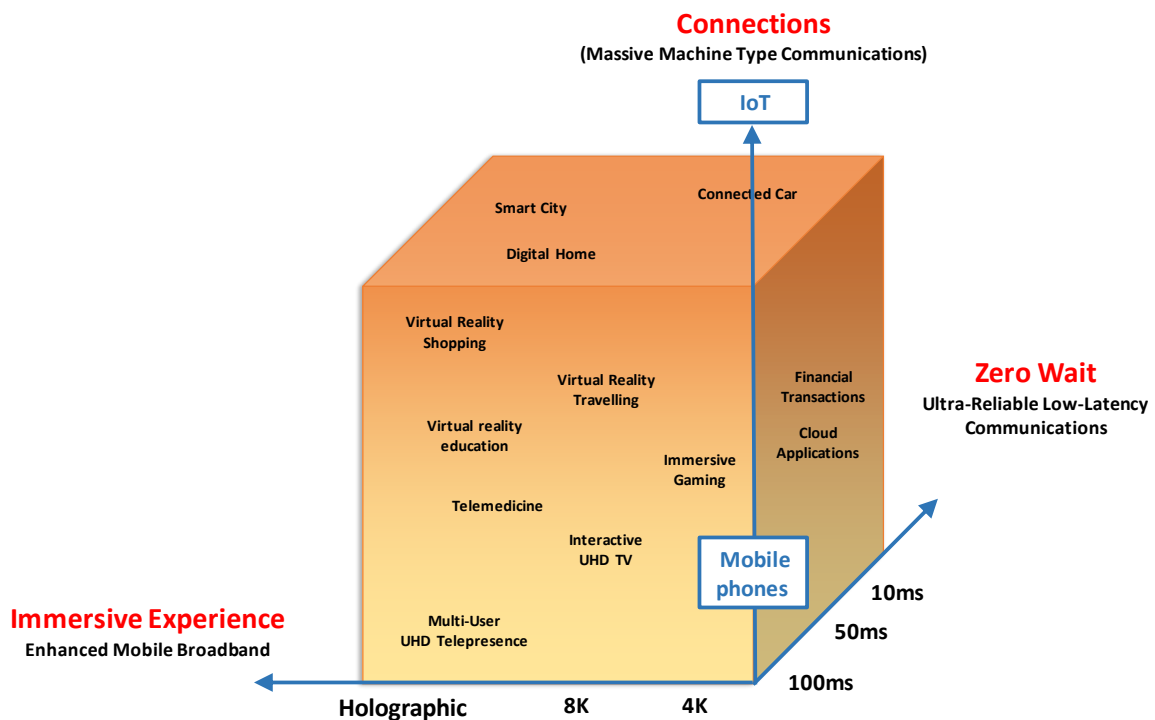 Connections
(Massive Machine Type Communications)
IoT
Connected Car
Smart City
Digital Home
Virtual Reality
Shopping
Virtual Reality
Travelling
Financial
Transactions
Zero Wait
Ultra-Reliable Low-Latency
Communications
Virtual reality
education
Cloud
Applications
Immersive
Gaming
Telemedicine
Interactive
UHD TV
Mobile
phones
10ms
50ms
100ms
Immersive Experience
Enhanced Mobile Broadband
Multi-User
UHD Telepresence
Holographic
8K
4K